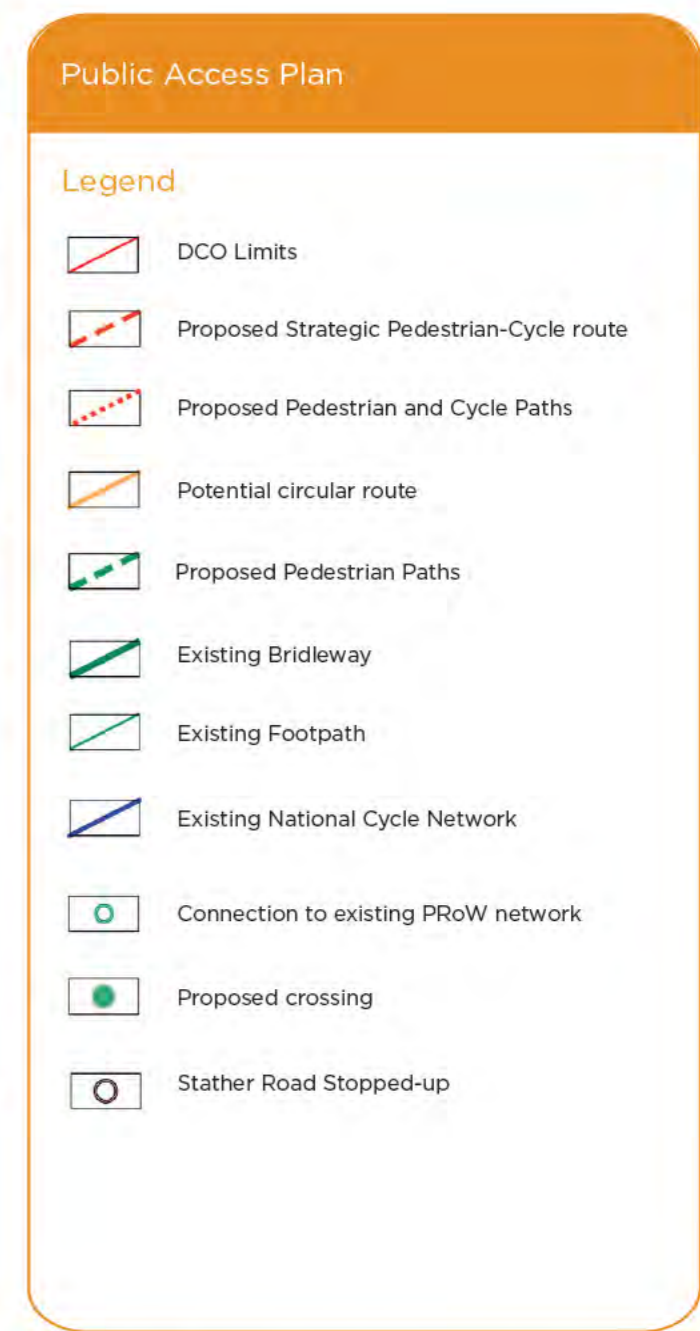 Public Access Plan
Legend
DCO Limits
Proposed Strategic Pedestrian-Cycle route
Proposed Pedestrian and Cycle Paths
Potential circular route
Proposed Pedestrian Paths
Existing Bridleway
Existing Footpath
Existing National Cycle Network
Connection to existing PRoW network
Proposed crossing
Stather Road Stopped-up